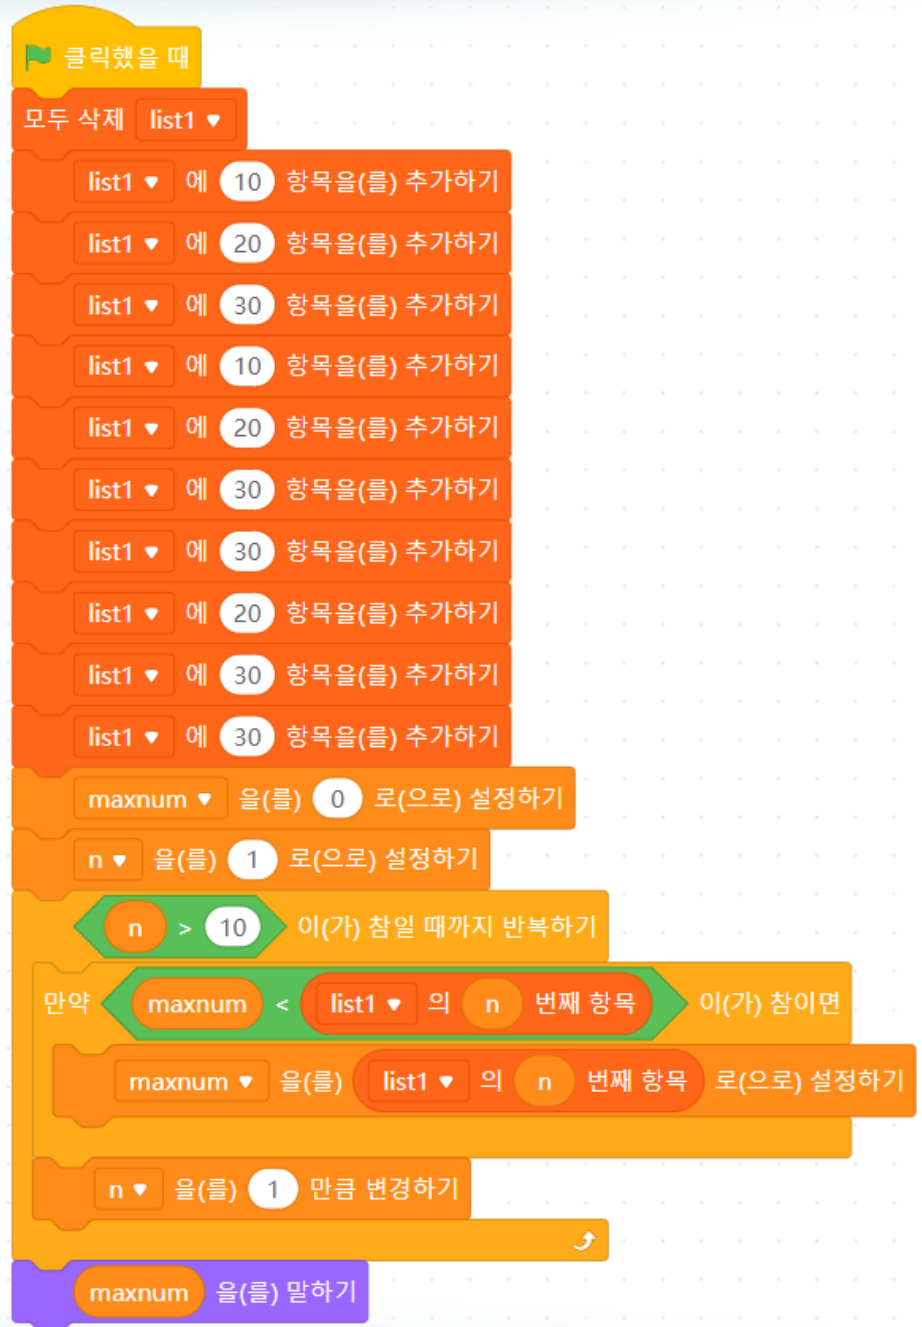 클릭했을 때
모두 삭제 list1
list1 에 10 항목을(를) 추가하기
list1 에 20 항목을(를) 추가하기
list1 에 30 항목을(를) 추가하기
list1 에 10 항목을(를) 추가하기
list1 에 20 항목을(를) 추가하기
list1 에 30 항목을(를) 추가하기
list1 에 30 항목을(를) 추가하기
list1 에 20 항목을(를) 추가하기
list1 에 30 항목을(를) 추가하기
list1 에 30 항목을(를) 추가하기
maxnum 을(를) 0 로(으로) 설정하기
n 을(를) 1 로(으로) 설정하기
n > 10 이(가) 참일 때까지 반복하기
만약 maxnum < list1 의 n 번째 항목 이(가) 참이면
maxnum 을(를) list1 의 n 번째 항목 로(으로) 설정하기
n 을(를) 1 만큼 변경하기
maxnum 을(를) 말하기